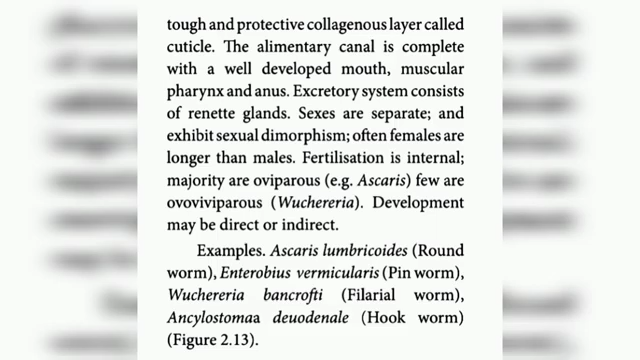 tough and protective collagenous layer called
cuticle. The alimentary canal is complete
with a well developed mouth, muscular
pharynx and anus. Excretory system consists
of renette glands. Sexes are separate; and
exhibit sexual dimorphism; often females are
longer than males. Fertilisation is internal;
majority are oviparous (e.g. Ascaris) few are
ovoviviparous (Wuchereria). Development
may be direct or indirect.
Examples. Ascaris lumbricoides (Round
worm), Enterobius vermicularis (Pin worm),
Wuchereria bancrofti (Filarial worm),
Ancylostomaa deuodenale (Hook worm)
(Figure 2.13).